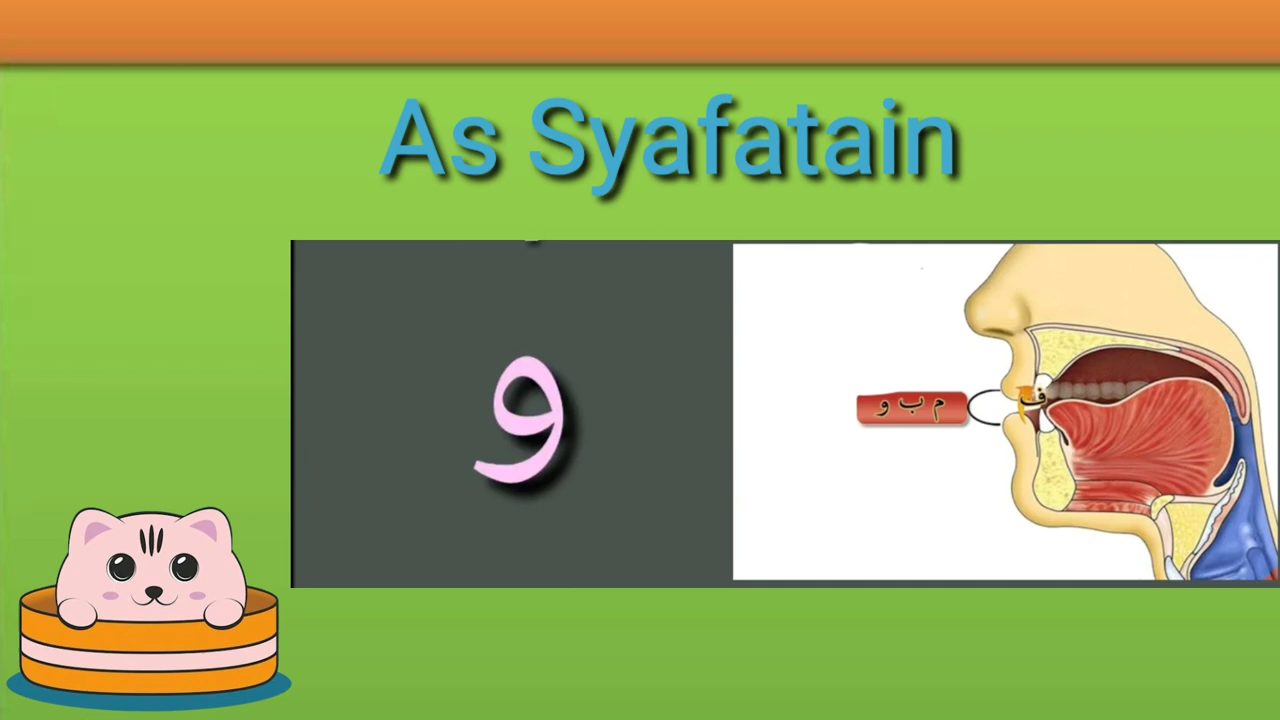 As Syafatain
و
م ب و
ف